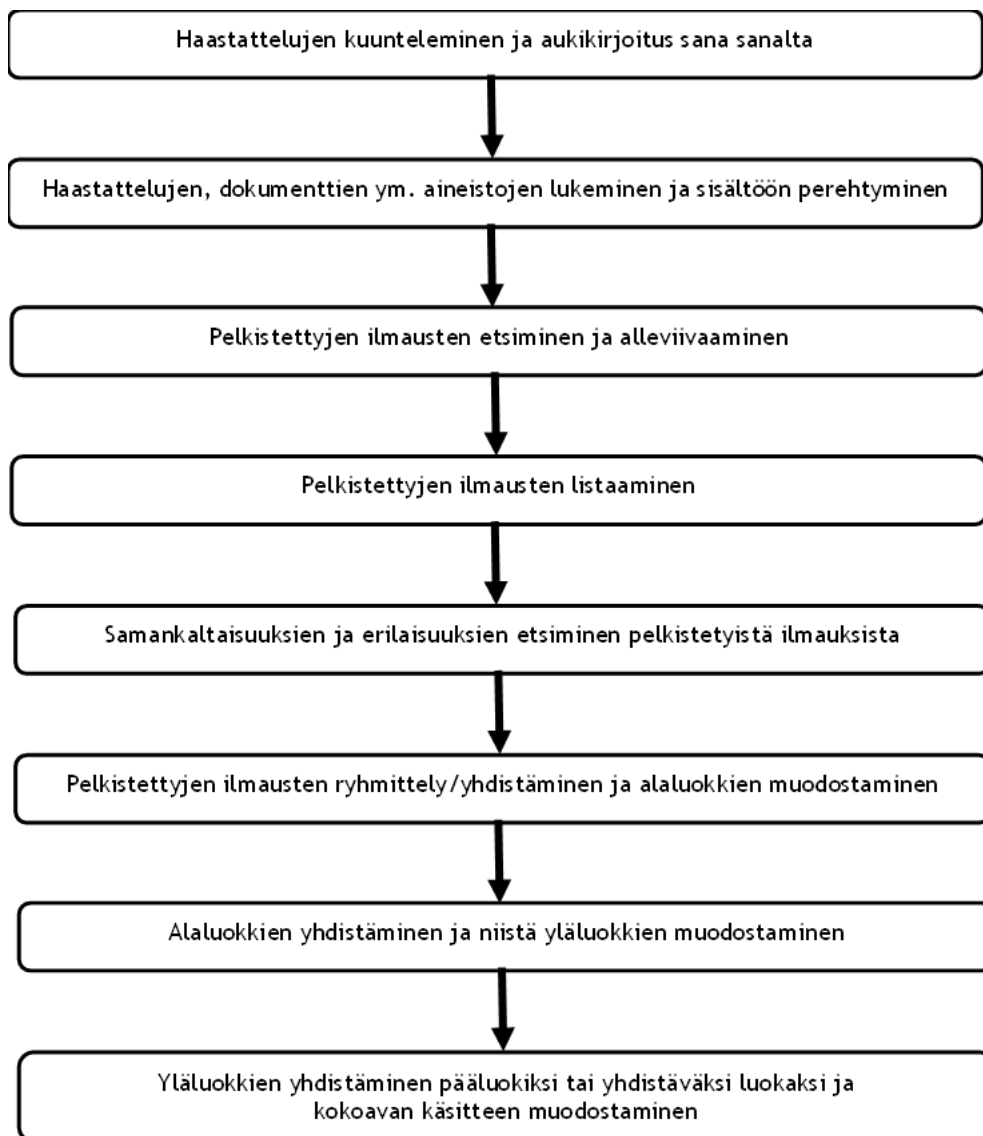 Haastattelujen kuunteleminen ja aukikirjoitus sana sanalta
Haastattelujen, dokumenttien ym. aineistojen lukeminen ja sisältöön perehtyminen
Pelkistettyjen ilmausten etsiminen ja alleviivaaminen
Pelkistettyjen ilmausten listaaminen
Samankaltaisuuksien ja erilaisuuksien etsiminen pelkistetyistä ilmauksista
Pelkistettyjen ilmausten ryhmittely/yhdistäminen ja alaluokkien muodostaminen
Alaluokkien yhdistäminen ja niistä yläluokkien muodostaminen
Yläluokkien yhdistäminen pääluokiksi tai yhdistäväksi luokaksi ja
kokoavan käsitteen muodostaminen